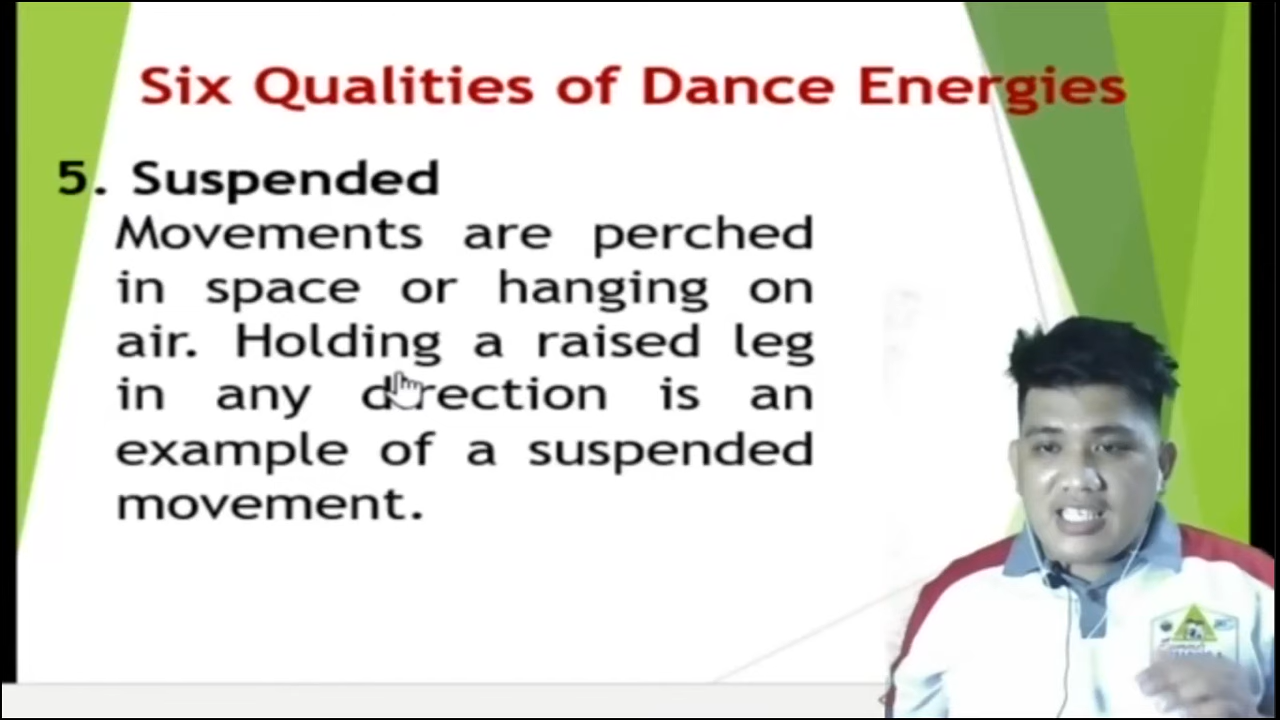 Six Qualities of Dance Energies
5. Suspended
Movements are perched
in space or hanging on
air. Holding a raised leg
in any direction is an
example of a suspended
movement.